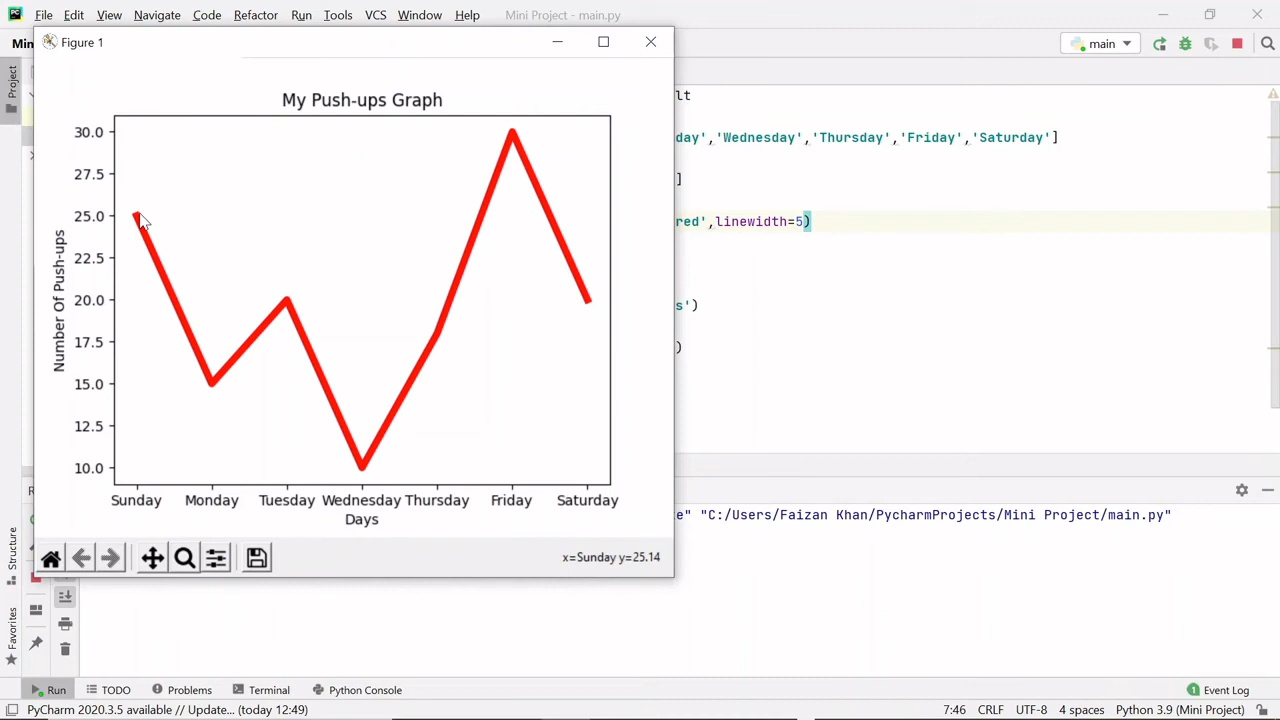 File Edit View Navigate Code Refactor Run Tools VCS Window Help Mini Project - main.py
Min
main
Figure 1
Project
lt
day','Wednesday','Thursday','Friday','Saturday']
]
red',linewidth=5)
s')
)
My Push-ups Graph
30.0
27.5
25.0
22.5
20.0
17.5
15.0
12.5
10.0
Number Of Push-ups
Sunday Monday Tuesday Wednesday Thursday Friday Saturday
Days
x=Sunday y=25.14
e" "C:/Users/Faizan Khan/PycharmProjects/Mini Project/main.py"
Structure
Favorites
Run TODO Problems Terminal Python Console 1 Event Log
PyCharm 2020.3.5 available // Update... (today 12:49) 7:46 CRLF UTF-8 4 spaces Python 3.9 (Mini Project)